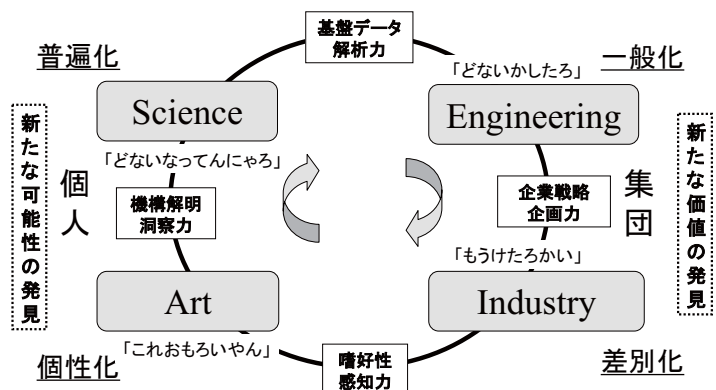 基盤データ
解析力
普遍化
一般化
「どないかしたろ」
Science
Engineering
「どないなってんにゃろ」
新たな可能性の発見
個人
機構解明
洞察力
企業戦略
企画力
集団
新たな価値の発見
「もうけたろかい」
Art
Industry
「これおもろいやん」
個性化
嗜好性
感知力
差別化